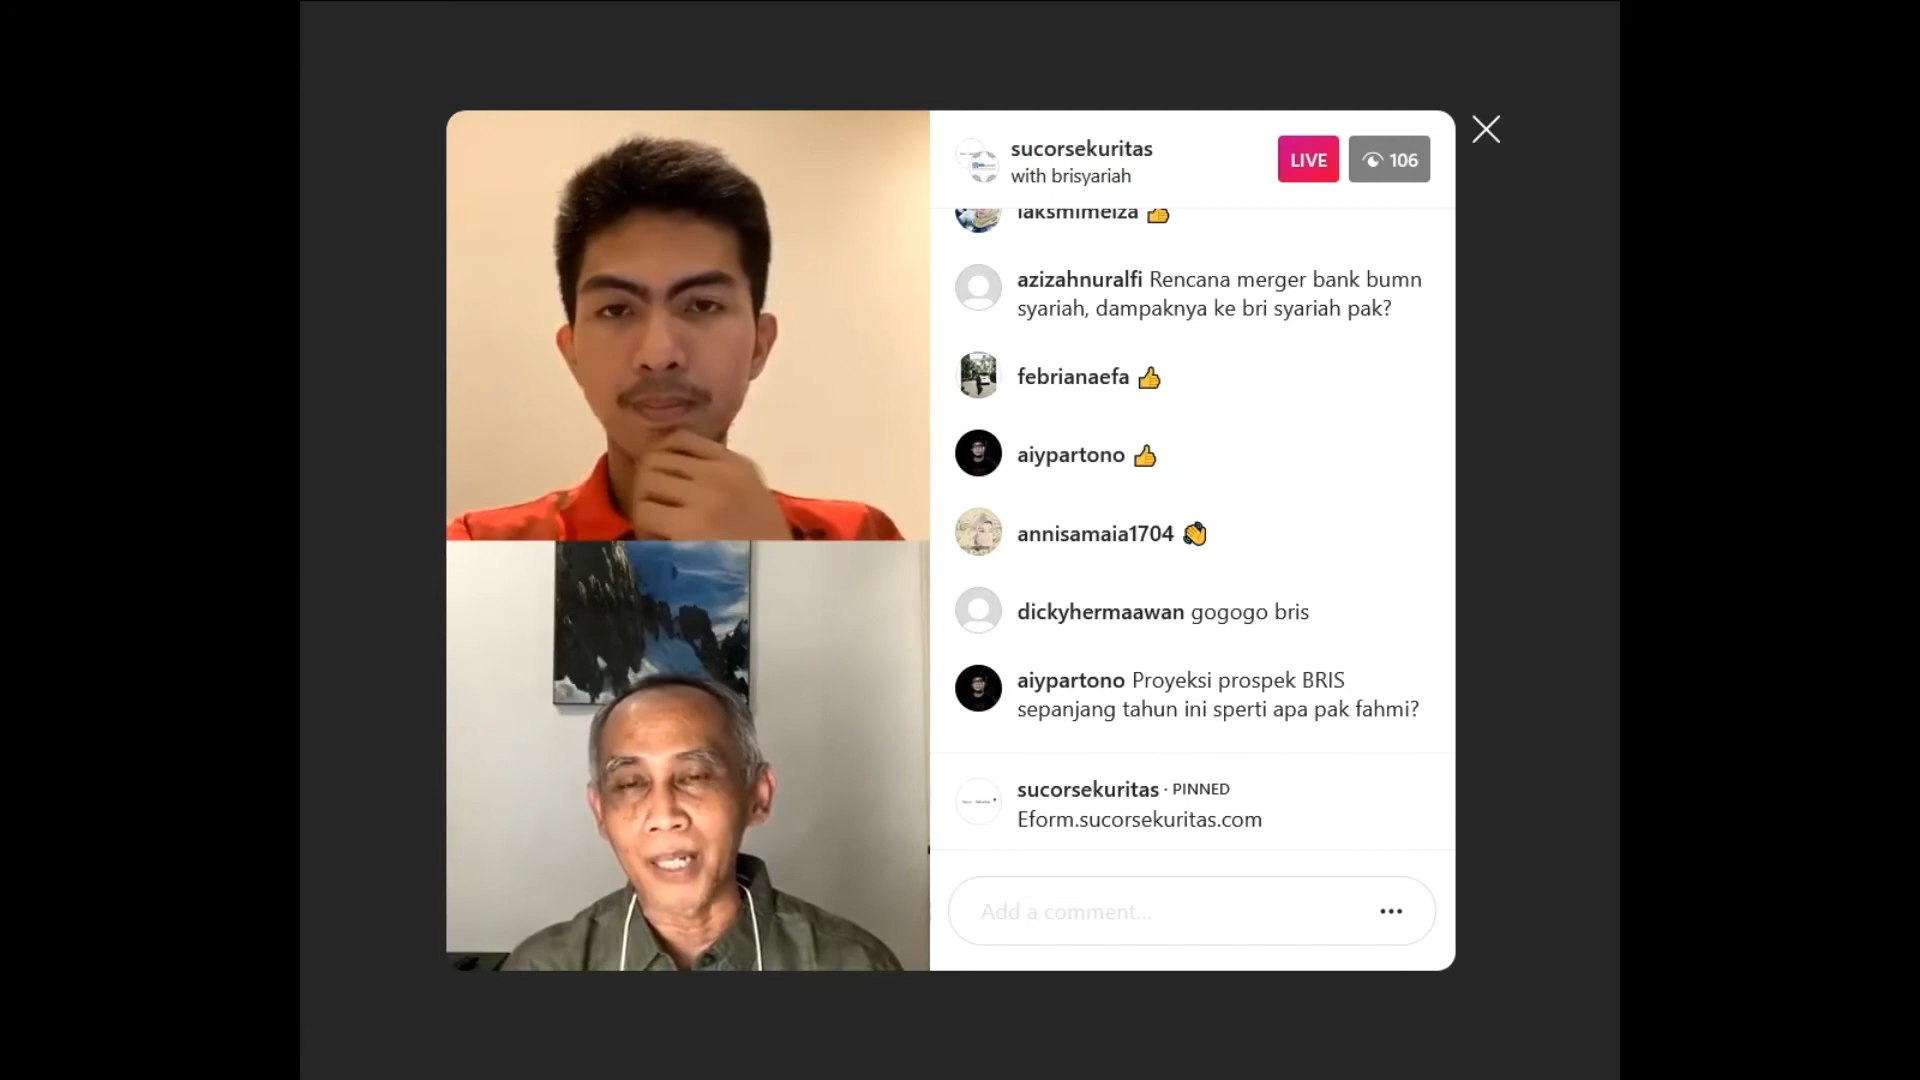 sucorsekuritas
with brisyariah
LIVE
106
laksmimeiza 👍
azizahnuralfi Rencana merger bank bumn
syariah, dampaknya ke bri syariah pak?
febrianaefa 👍
aiypartono 👍
annisamaia1704 👏
dickyhermaawan gogogo bris
aiypartono Proyeksi prospek BRIS
sepanjang tahun ini sperti apa pak fahmi?
sucorsekuritas · PINNED
Eform.sucorsekuritas.com
Add a comment...